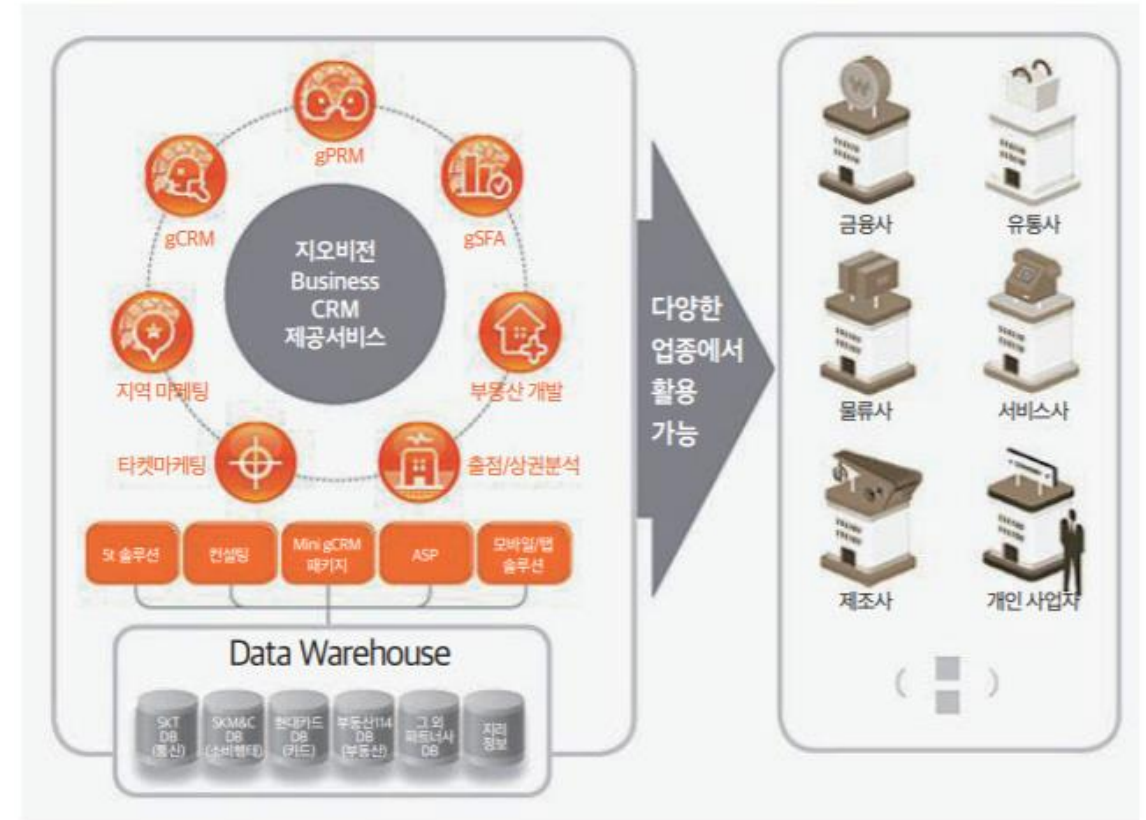 gPRM
gCRM
gSFA
지오비전
Business
CRM
제공서비스
지역 마케팅
부동산 개발
타켓마케팅
출점/상권분석
SI 솔루션
컨설팅
Mini gCRM
패키지
ASP
모바일/탭
솔루션
Data Warehouse
SKT
DB
(통신)
SKM&C
DB
(소비행태)
현대카드
DB
(카드)
부동산114
DB
(부동산)
그 외
파트너사
DB
지리
정보
다양한
업종에서
활용
가능
금융사
유통사
물류사
서비스사
제조사
개인 사업자